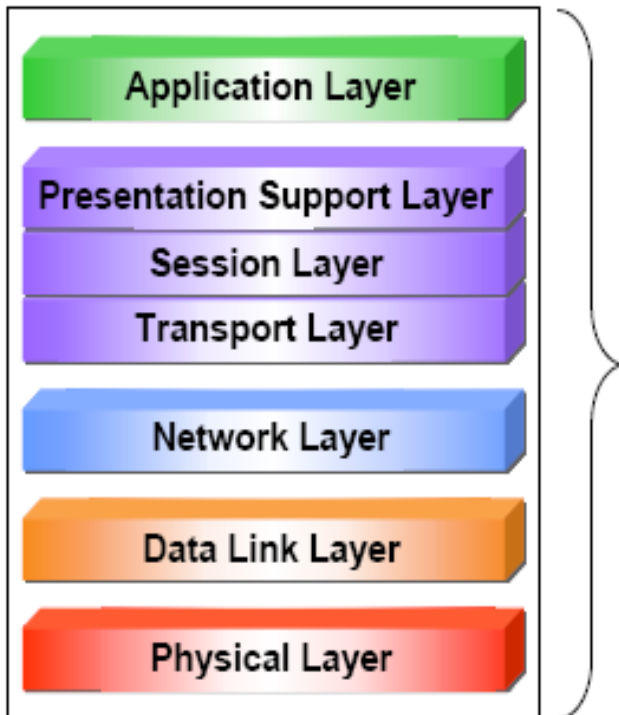 Application Layer
Presentation Support Layer
Session Layer
Transport Layer
Network Layer
Data Link Layer
Physical Layer